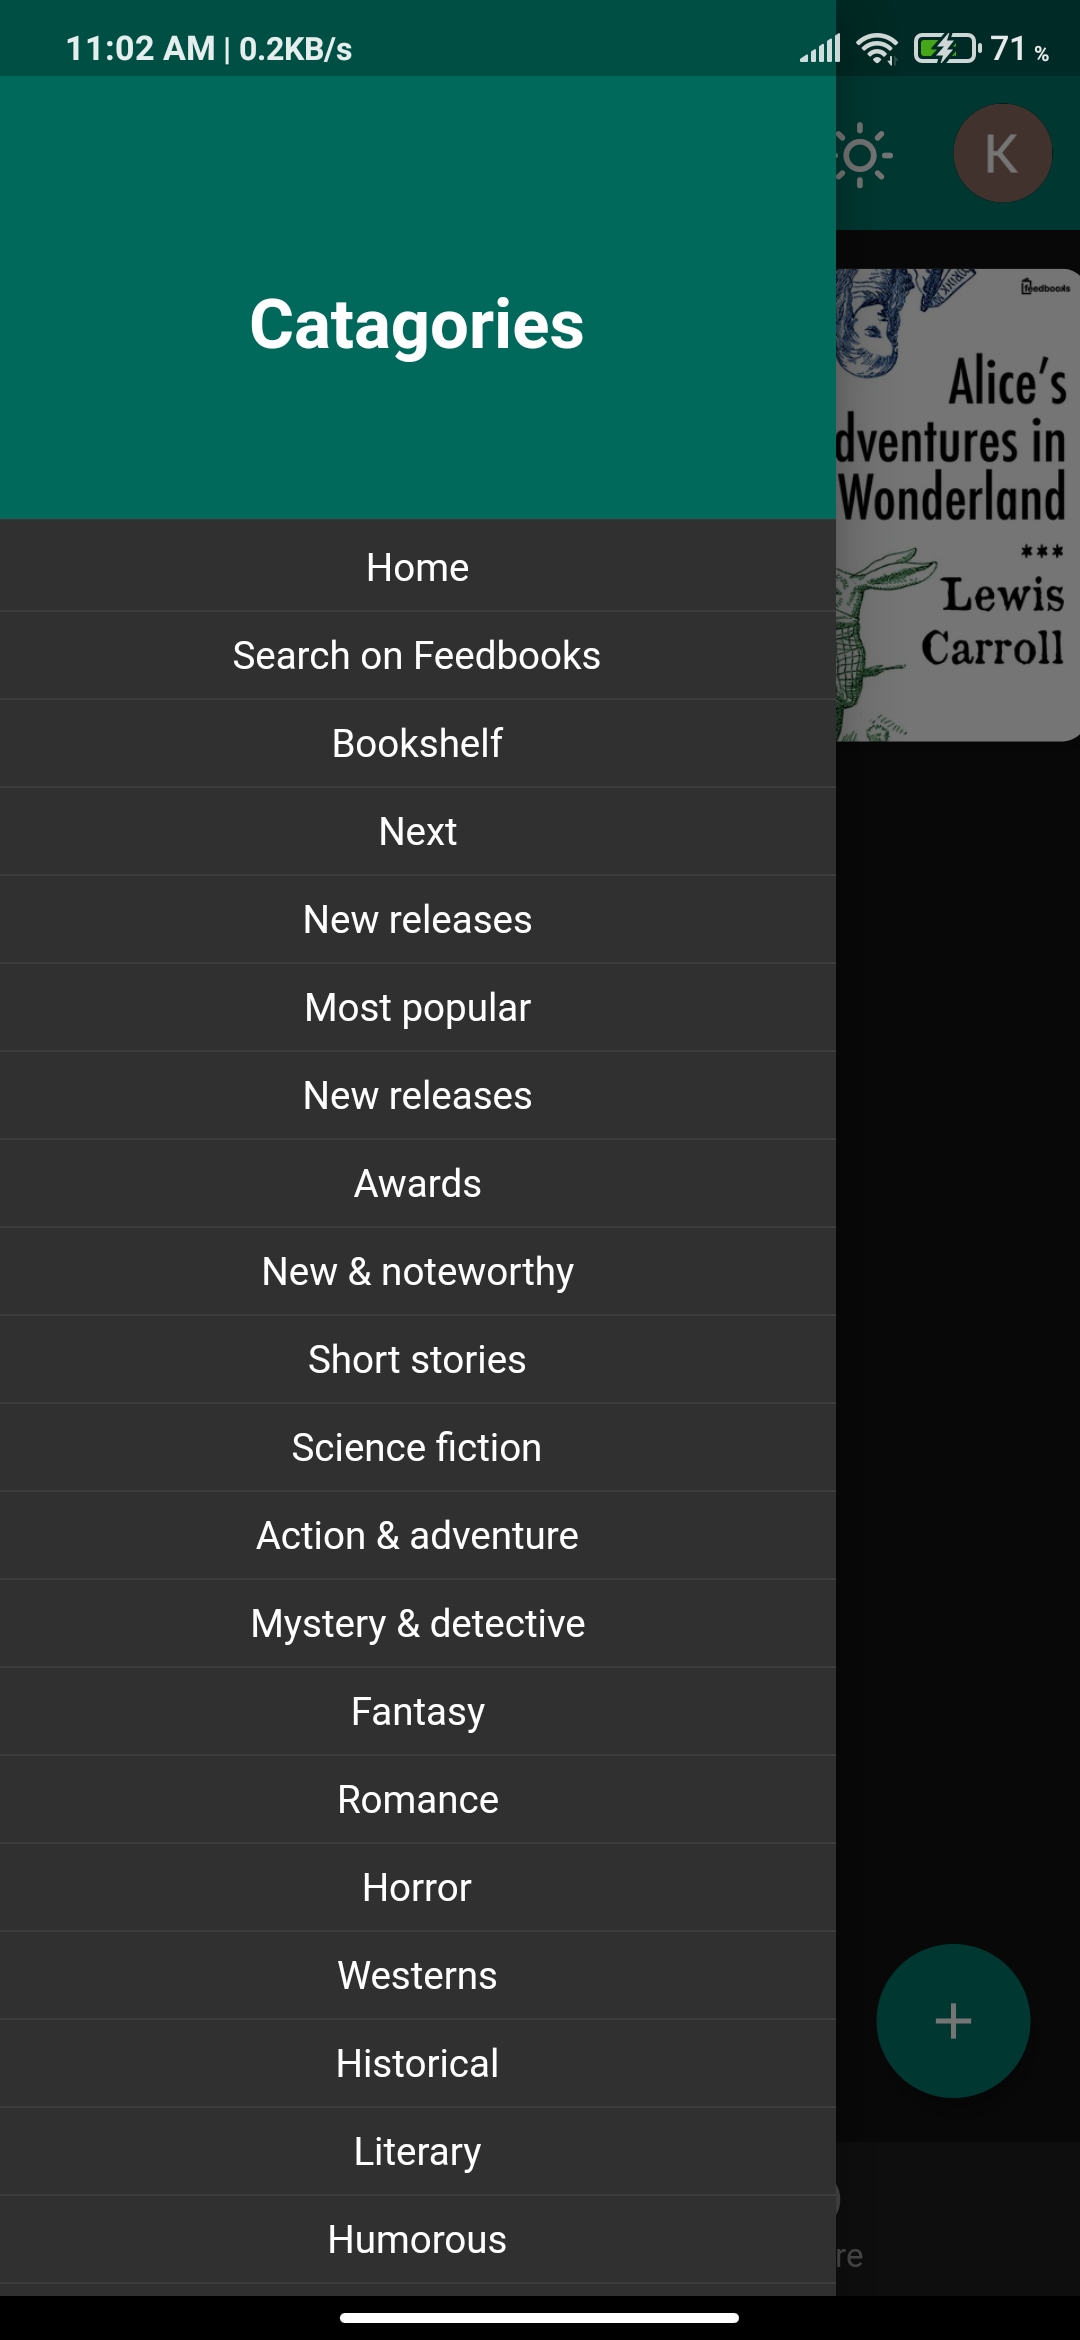 11:02 AM | 0.2KB/s
71 %
K
Catagories
Home
Search on Feedbooks
Bookshelf
Next
New releases
Most popular
New releases
Awards
New & noteworthy
Short stories
Science fiction
Action & adventure
Mystery & detective
Fantasy
Romance
Horror
Westerns
Historical
Literary
Humorous
feedbooks
Alice's
dventures in
Wonderland
***
Lewis
Carroll
+
re